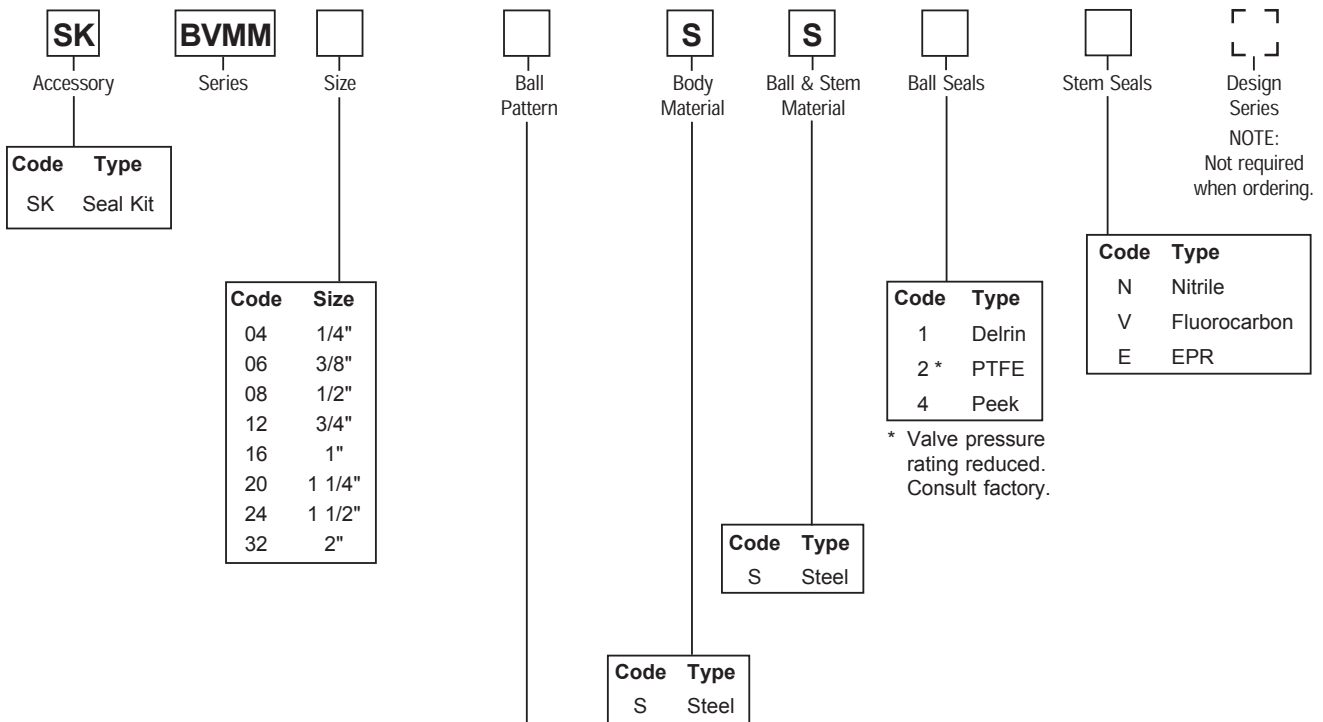 SK BVMM S S
Accessory Series Size Ball Pattern Body Material Ball & Stem Material Ball Seals Stem Seals Design Series
NOTE:
Not required
when ordering.
Code Type
SK Seal Kit
Code Size
04 1/4"
06 3/8"
08 1/2"
12 3/4"
16 1"
20 1 1/4"
24 1 1/2"
32 2"
Code Type
S Steel
Code Type
S Steel
Code Type
1 Delrin
2 * PTFE
4 Peek
* Valve pressure
rating reduced.
Consult factory.
Code Type
N Nitrile
V Fluorocarbon
E EPR